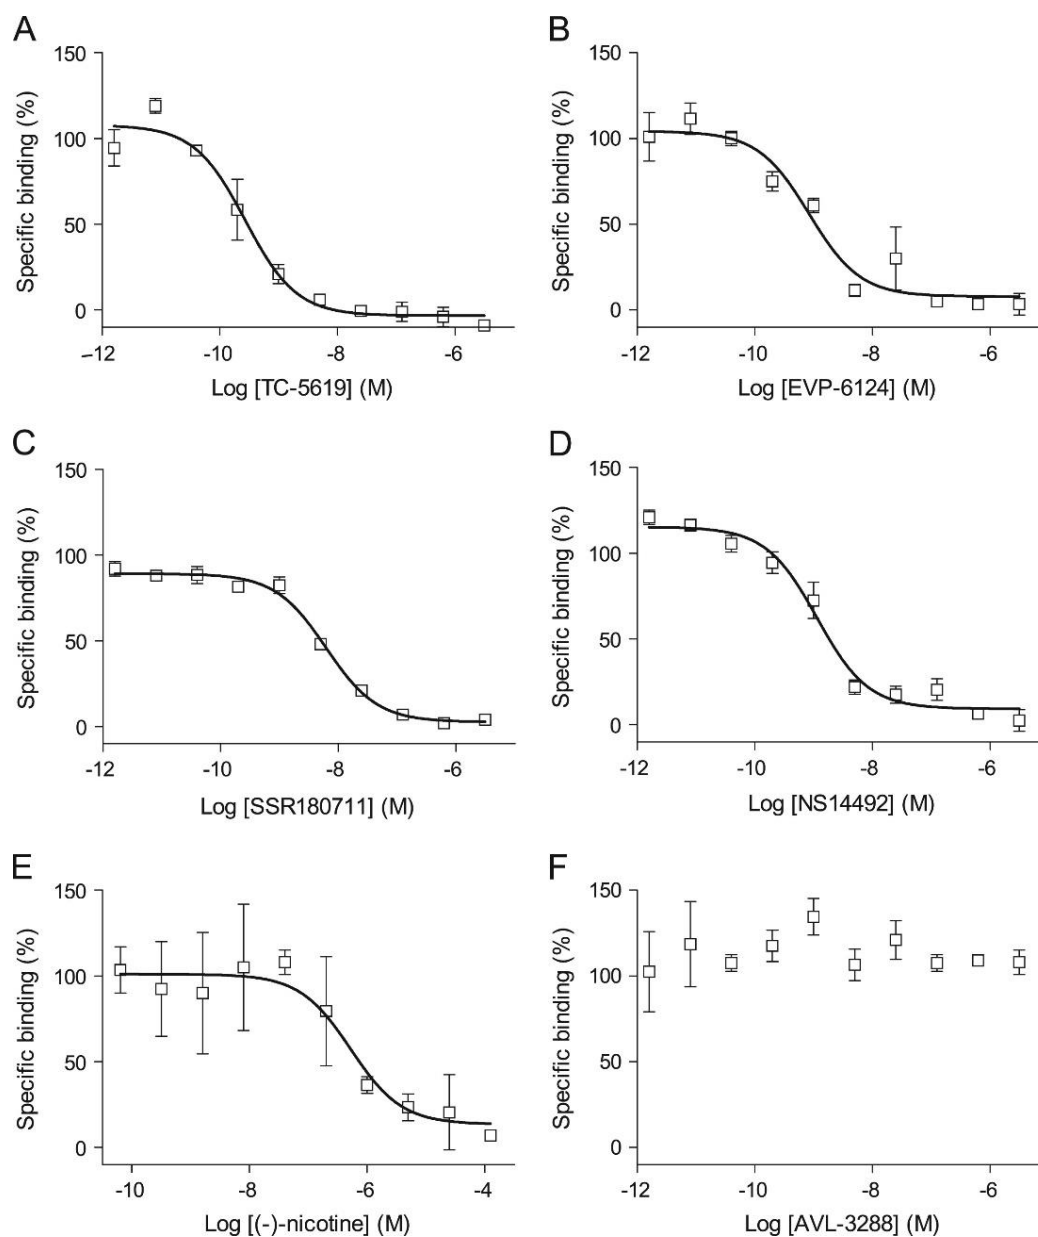 A
150
100
50
0
Specific binding (%)
–12 -10 -8 -6
Log [TC-5619] (M)
B
150
100
50
0
Specific binding (%)
-12 -10 -8 -6
Log [EVP-6124] (M)
C
150
100
50
0
Specific binding (%)
-12 -10 -8 -6
Log [SSR180711] (M)
D
150
100
50
0
Specific binding (%)
-12 -10 -8 -6
Log [NS14492] (M)
E
150
100
50
0
Specific binding (%)
-10 -8 -6 -4
Log [(-)-nicotine] (M)
F
150
100
50
0
Specific binding (%)
-12 -10 -8 -6
Log [AVL-3288] (M)